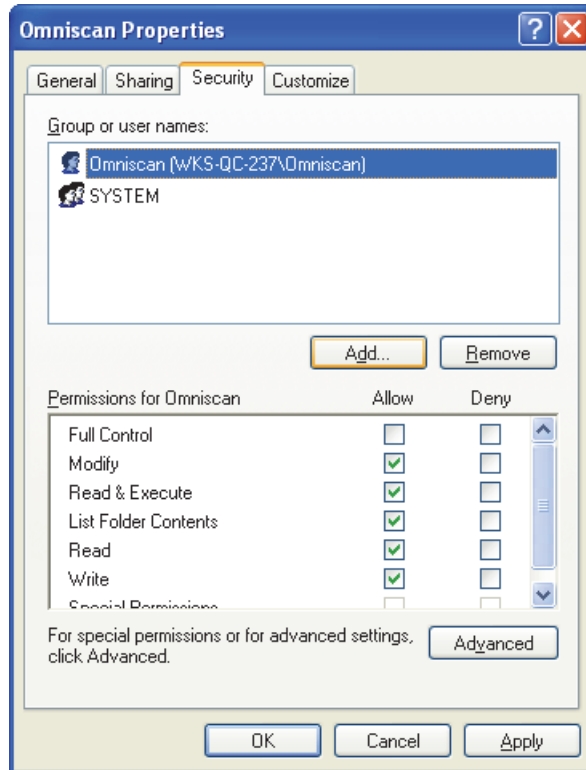 Omniscan Properties
General Sharing Security Customize
Group or user names:
Omniscan (WKS-QC-237\Omniscan)
SYSTEM
Add... Remove
Permissions for Omniscan Allow Deny
Full Control
Modify
Read & Execute
List Folder Contents
Read
Write
Special Permissions
For special permissions or for advanced settings,
click Advanced.
Advanced
OK Cancel Apply